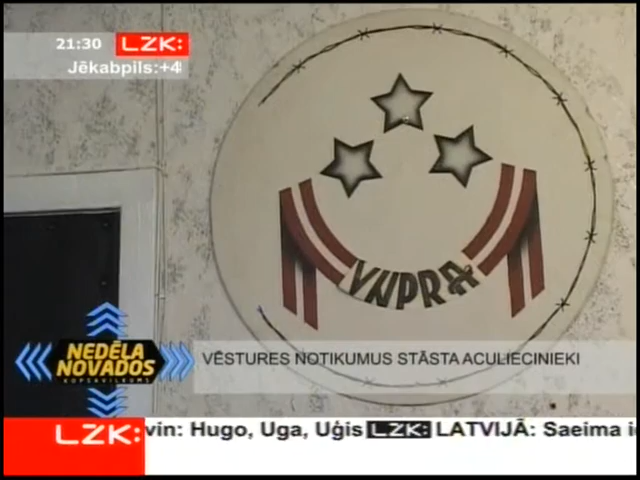 21:30 LZK:
Jēkabpils:+4
VNPRA
NEDĒĻA
NOVADOS
KOPSAVILKUMS
VĒSTURES NOTIKUMUS STĀSTA ACULIECINIEKI
LZK: vin: Hugo, Uga, Uģis LZK: LATVIJĀ: Saeima i